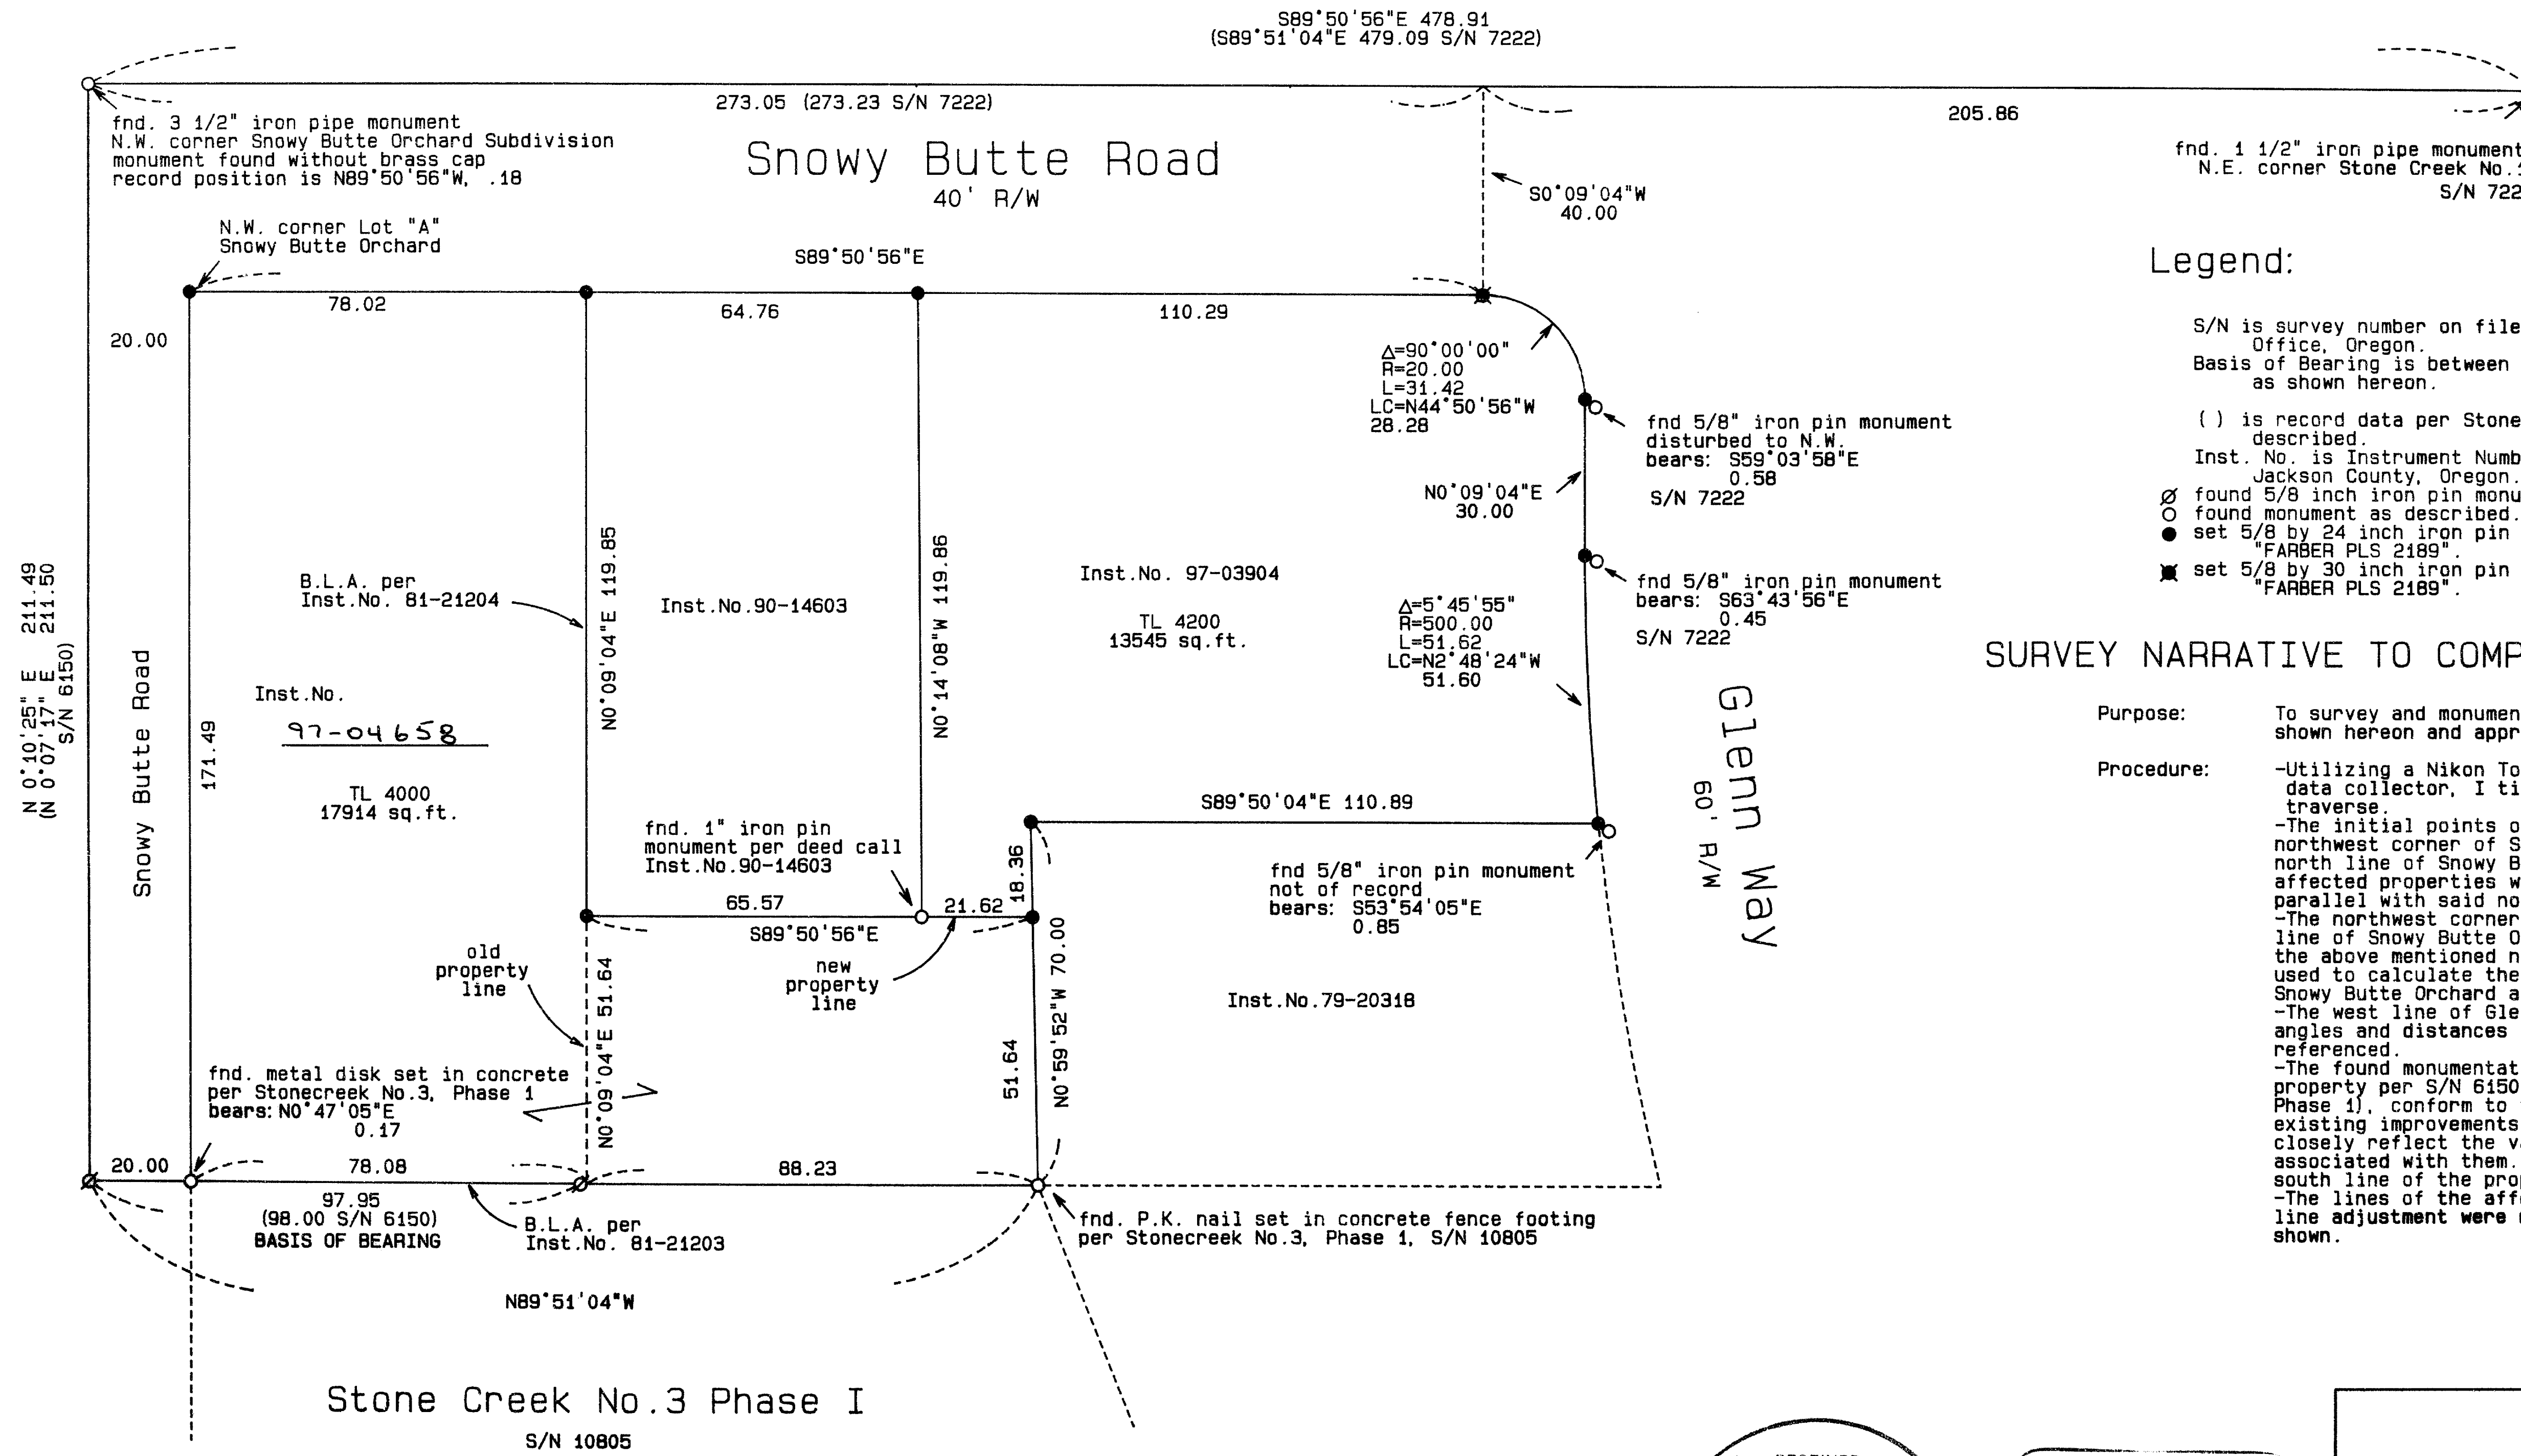 S89°50'56"E 478.91
(S89°51'04"E 479.09 S/N 7222)
273.05 (273.23 S/N 7222)
205.86
fnd. 3 1/2" iron pipe monument
N.W. corner Snowy Butte Orchard Subdivision
monument found without brass cap
record position is N89°50'56"W, .18
Snowy Butte Road
40' R/W
S0°09'04"W
40.00
fnd. 1 1/2" iron pipe monument
N.E. corner Stone Creek No.1
S/N 722
N.W. corner Lot "A"
Snowy Butte Orchard
S89°50'56"E
78.02
64.76
110.29
20.00
Δ=90°00'00"
R=20.00
L=31.42
LC=N44°50'56"W
28.28
fnd 5/8" iron pin monument
disturbed to N.W.
bears: S59°03'58"E
0.58
S/N 7222
N0°09'04"E
30.00
fnd 5/8" iron pin monument
bears: S63°43'56"E
0.45
S/N 7222
Δ=5°45'55"
R=500.00
L=51.62
LC=N2°48'24"W
51.60
Legend:
S/N is survey number on file
Office, Oregon.
Basis of Bearing is between
as shown hereon.
( ) is record data per Stone
described.
Inst. No. is Instrument Numb
Jackson County, Oregon.
found 5/8 inch iron pin monu
found monument as described.
set 5/8 by 24 inch iron pin
"FARBER PLS 2189".
set 5/8 by 30 inch iron pin
"FARBER PLS 2189".
N 0°10'25" E 211.49
(N 0°07'17" E 211.50
S/N 6150)
Snowy Butte Road
171.49
B.L.A. per
Inst.No. 81-21204
N0°09'04"E 119.85
Inst.No.90-14603
N0°14'08"W 119.86
Inst.No. 97-03904
TL 4200
13545 sq.ft.
Inst.No.
97-04658
TL 4000
17914 sq.ft.
Glenn Way
60' R/W
S89°50'04"E 110.89
fnd. 1" iron pin
monument per deed call
Inst.No.90-14603
18.36
65.57
21.62
S89°50'56"E
fnd 5/8" iron pin monument
not of record
bears: S53°54'05"E
0.85
old
property
line
new
property
line
N0°09'04"E 51.64
51.64
N0°59'52"W 70.00
Inst.No.79-20318
fnd. metal disk set in concrete
per Stonecreek No.3, Phase 1
bears: N0°47'05"E
0.17
20.00
78.08
88.23
97.95
(98.00 S/N 6150)
BASIS OF BEARING
B.L.A. per
Inst.No. 81-21203
fnd. P.K. nail set in concrete fence footing
per Stonecreek No.3, Phase 1, S/N 10805
N89°51'04"W
Stone Creek No.3 Phase I
S/N 10805
SURVEY NARRATIVE TO COMP
Purpose:
To survey and monumen
shown hereon and appr
Procedure:
-Utilizing a Nikon To
data collector, I ti
traverse.
-The initial points o
northwest corner of S
north line of Snowy B
affected properties w
parallel with said no
-The northwest corner
line of Snowy Butte O
the above mentioned n
used to calculate the
Snowy Butte Orchard a
-The west line of Gle
angles and distances
referenced.
-The found monumentat
property per S/N 6150
Phase 1), conform to
existing improvements
closely reflect the v
associated with them.
south line of the pro
-The lines of the aff
line adjustment were
shown.